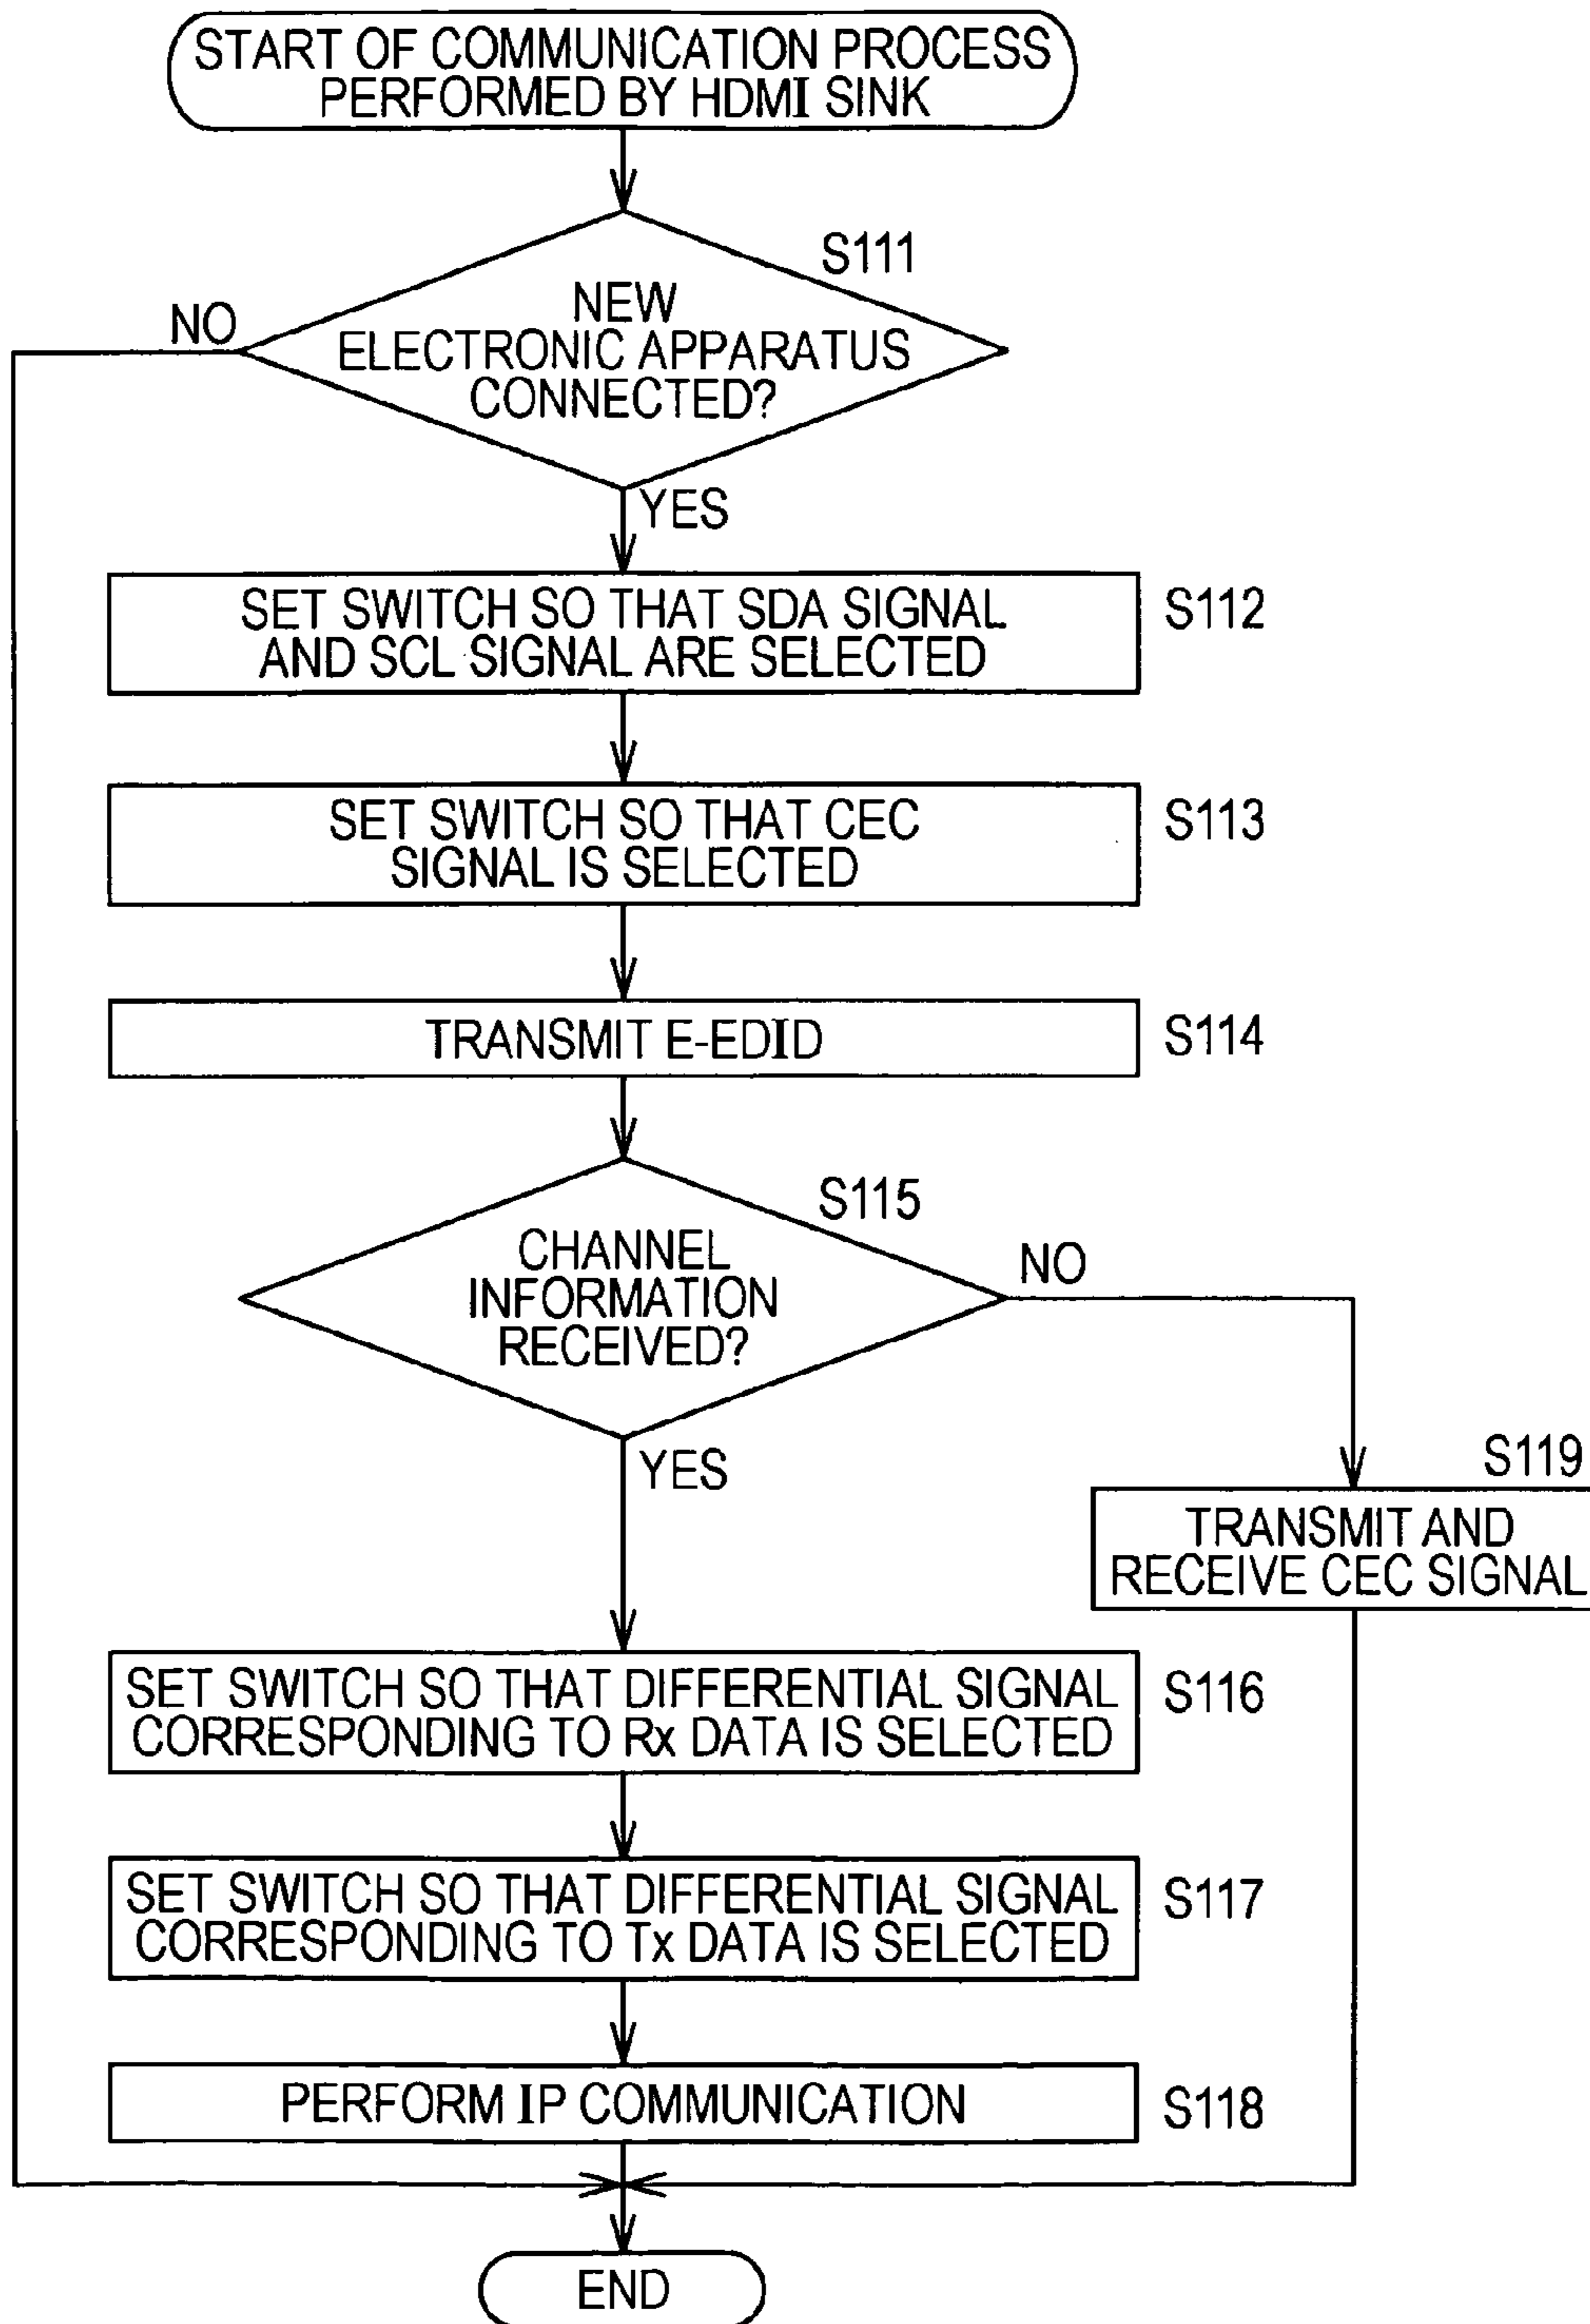 START OF COMMUNICATION PROCESS
PERFORMED BY HDMI SINK
S111
NO
NEW
ELECTRONIC APPARATUS
CONNECTED?
YES
SET SWITCH SO THAT SDA SIGNAL
AND SCL SIGNAL ARE SELECTED
S112
SET SWITCH SO THAT CEC
SIGNAL IS SELECTED
S113
TRANSMIT E-EDID
S114
S115
CHANNEL
INFORMATION
RECEIVED?
NO
YES
S119
TRANSMIT AND
RECEIVE CEC SIGNAL
SET SWITCH SO THAT DIFFERENTIAL SIGNAL
CORRESPONDING TO Rx DATA IS SELECTED
S116
SET SWITCH SO THAT DIFFERENTIAL SIGNAL
CORRESPONDING TO Tx DATA IS SELECTED
S117
PERFORM IP COMMUNICATION
S118
END